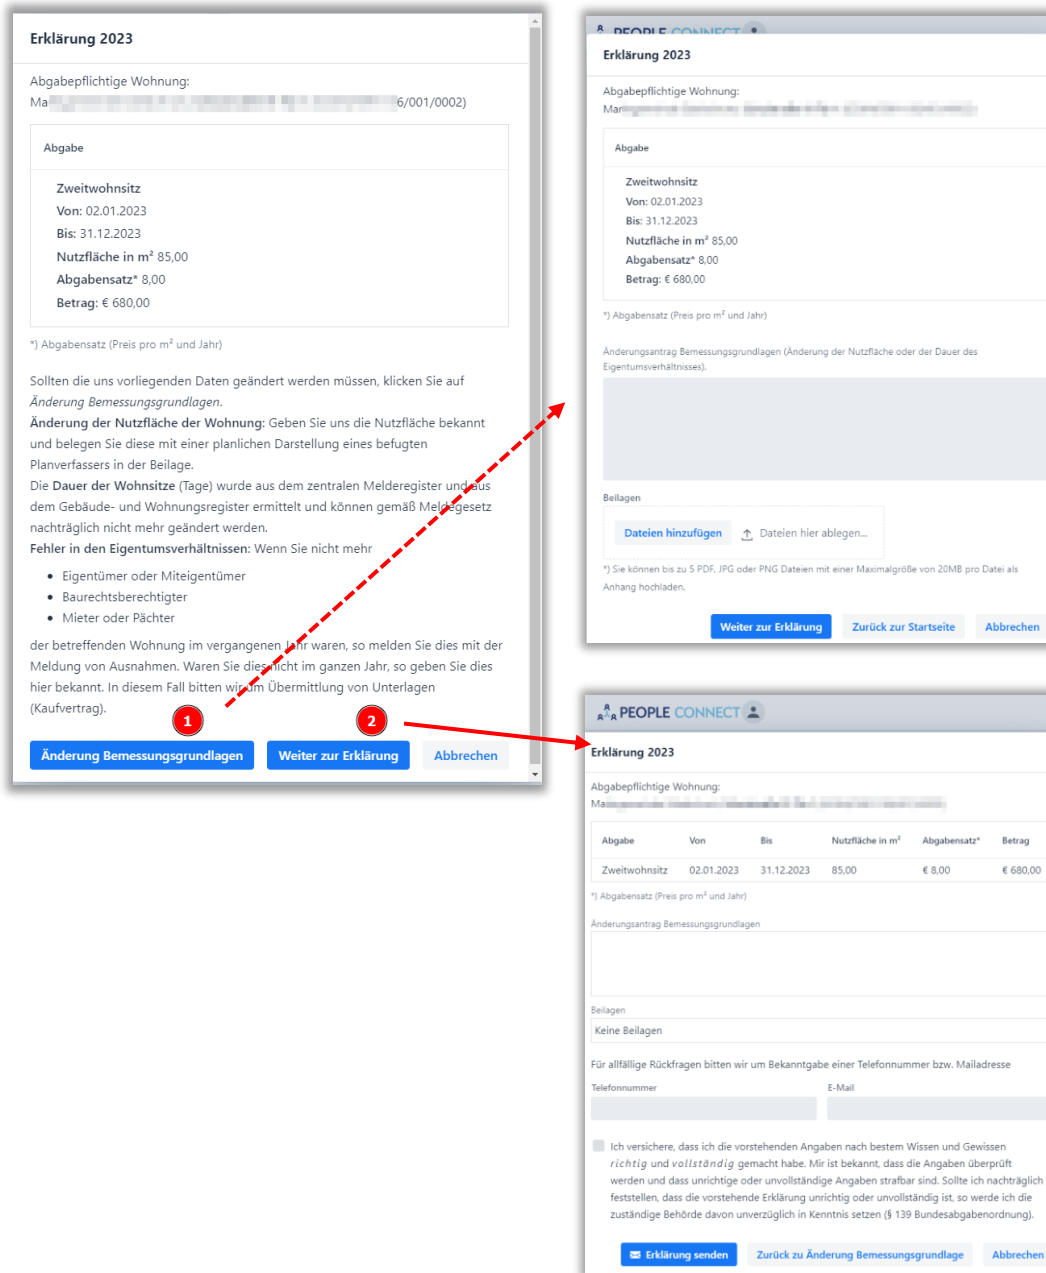 Erklärung 2023
Abgabepflichtige Wohnung:
Ma 6/001/0002)
Abgabe
Zweitwohnsitz
Von: 02.01.2023
Bis: 31.12.2023
Nutzfläche in m² 85,00
Abgabensatz* 8,00
Betrag: € 680,00
*) Abgabensatz (Preis pro m² und Jahr)
Sollten die uns vorliegenden Daten geändert werden müssen, klicken Sie auf
Änderung Bemessungsgrundlagen.
Änderung der Nutzfläche der Wohnung: Geben Sie uns die Nutzfläche bekannt
und belegen Sie diese mit einer planlichen Darstellung eines befugten
Planverfassers in der Beilage.
Die Dauer der Wohnsitze (Tage) wurde aus dem zentralen Melderegister und aus
dem Gebäude- und Wohnungsregister ermittelt und können gemäß Meldegesetz
nachträglich nicht mehr geändert werden.
Fehler in den Eigentumsverhältnissen: Wenn Sie nicht mehr
• Eigentümer oder Miteigentümer
• Baurechtsberechtigter
• Mieter oder Pächter
der betreffenden Wohnung im vergangenen Jahr waren, so melden Sie dies mit der
Meldung von Ausnahmen. Waren Sie dies nicht im ganzen Jahr, so geben Sie dies
hier bekannt. In diesem Fall bitten wir um Übermittlung von Unterlagen
(Kaufvertrag).
1
2
Änderung Bemessungsgrundlagen Weiter zur Erklärung Abbrechen
PEOPLE CONNECT
Erklärung 2023
Abgabepflichtige Wohnung:
Mar
Abgabe
Zweitwohnsitz
Von: 02.01.2023
Bis: 31.12.2023
Nutzfläche in m² 85,00
Abgabensatz* 8,00
Betrag: € 680,00
*) Abgabensatz (Preis pro m² und Jahr)
Änderungsantrag Bemessungsgrundlagen (Änderung der Nutzfläche oder der Dauer des
Eigentumsverhältnisses).
Beilagen
Dateien hinzufügen Dateien hier ablegen...
*) Sie können bis zu 5 PDF, JPG oder PNG Dateien mit einer Maximalgröße von 20MB pro Datei als
Anhang hochladen.
Weiter zur Erklärung Zurück zur Startseite Abbrechen
PEOPLE CONNECT
Erklärung 2023
Abgabepflichtige Wohnung:
Ma
Abgabe Von Bis Nutzfläche in m² Abgabensatz* Betrag
Zweitwohnsitz 02.01.2023 31.12.2023 85,00 € 8,00 € 680,00
*) Abgabensatz (Preis pro m² und Jahr)
Änderungsantrag Bemessungsgrundlagen
Beilagen
Keine Beilagen
Für allfällige Rückfragen bitten wir um Bekanntgabe einer Telefonnummer bzw. Mailadresse
Telefonnummer E-Mail
Ich versichere, dass ich die vorstehenden Angaben nach bestem Wissen und Gewissen
richtig und vollständig gemacht habe. Mir ist bekannt, dass die Angaben überprüft
werden und dass unrichtige oder unvollständige Angaben strafbar sind. Sollte ich nachträglich
feststellen, dass die vorstehende Erklärung unrichtig oder unvollständig ist, so werde ich die
zuständige Behörde davon unverzüglich in Kenntnis setzen (§ 139 Bundesabgabenordnung).
Erklärung senden Zurück zu Änderung Bemessungsgrundlage Abbrechen